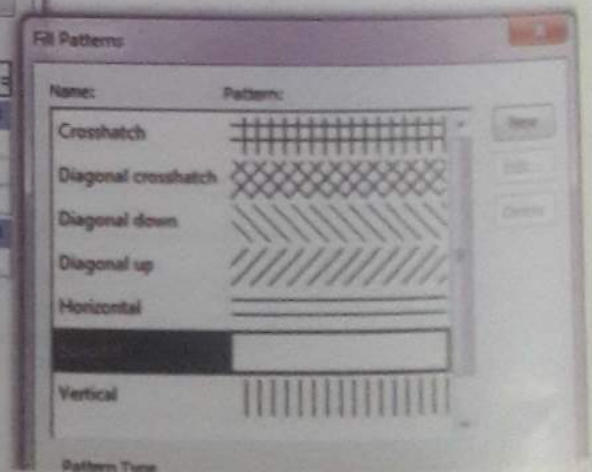 Fill Patterns
Name: Pattern:
Crosshatch
Diagonal crosshatch
Diagonal down
Diagonal up
Horizontal
Vertical
New
Edit...
Delete
Pattern Type